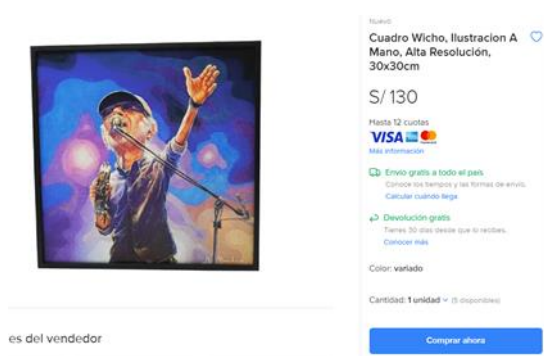 Nuevo
Cuadro Wicho, Ilustracion A
Mano, Alta Resolución,
30x30cm
S/ 130
Hasta 12 cuotas
VISA
Más información
Envío gratis a todo el país
Conoce los tiempos y las formas de envío.
Calcular cuándo llega
Devolución gratis
Tienes 30 días desde que lo recibes.
Conocer más
Color: variado
Cantidad: 1 unidad (5 disponibles)
es del vendedor
Comprar ahora